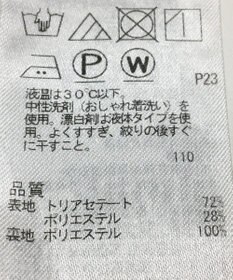 P W
P23
液温は30℃以下。
中性洗剤(おしゃれ着洗い)を
使用。漂白剤は液体タイプを使
用。よくすすぎ、絞りの後すぐ
に干すこと。
110
品質
表地 トリアセテート 72%
ポリエステル 28%
裏地 ポリエステル 100%